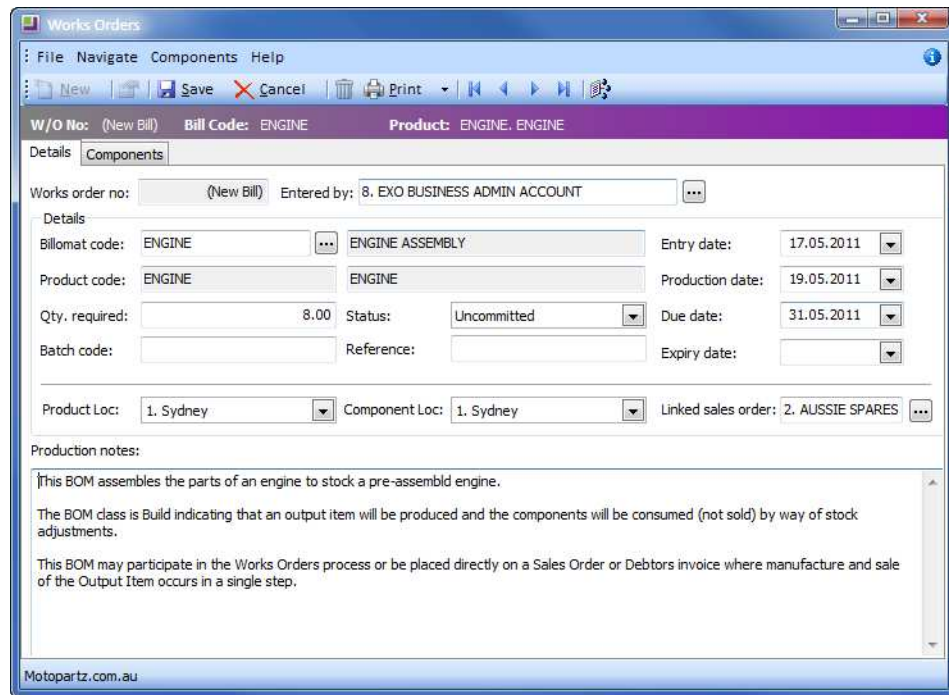 Works Orders
File Navigate Components Help
New Save Cancel Print
W/O No: (New Bill) Bill Code: ENGINE Product: ENGINE. ENGINE
Details Components
Works order no: (New Bill) Entered by: 8. EXO BUSINESS ADMIN ACCOUNT ...
Details
Billomat code: ENGINE ... ENGINE ASSEMBLY Entry date: 17.05.2011
Product code: ENGINE ENGINE Production date: 19.05.2011
Qty. required: 8.00 Status: Uncommitted Due date: 31.05.2011
Batch code: Reference: Expiry date:
Product Loc: 1. Sydney Component Loc: 1. Sydney Linked sales order: 2. AUSSIE SPARES ...
Production notes:
This BOM assembles the parts of an engine to stock a pre-assembld engine.
The BOM class is Build indicating that an output item will be produced and the components will be consumed (not sold) by way of stock
adjustments.
This BOM may participate in the Works Orders process or be placed directly on a Sales Order or Debtors invoice where manufacture and sale
of the Output Item occurs in a single step.
Motopartz.com.au